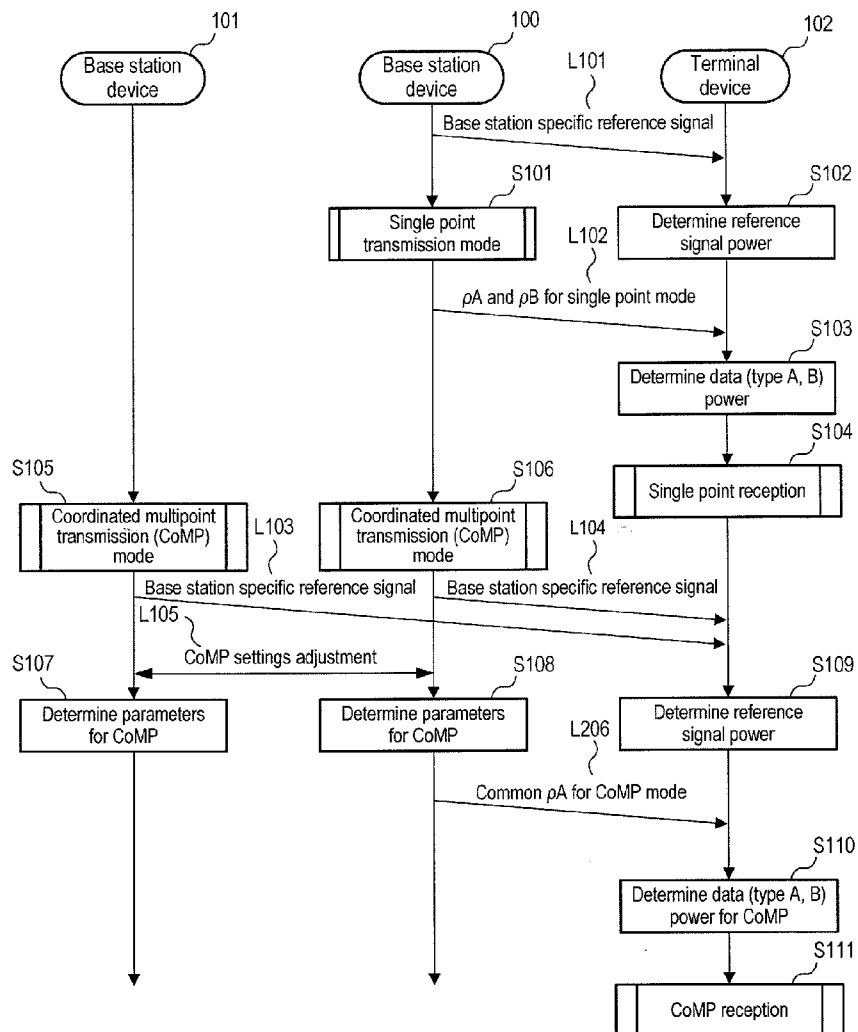 101
100
102
Base station
device
Base station
device
Terminal
device
L101
Base station specific reference signal
S101
S102
Single point
transmission mode
Determine reference
signal power
L102
ρA and ρB for single point mode
S103
Determine data (type A, B)
power
S104
Single point reception
S105
S106
Coordinated multipoint
transmission (CoMP)
mode
Coordinated multipoint
transmission (CoMP)
mode
L103
L104
Base station specific reference signal
Base station specific reference signal
L105
CoMP settings adjustment
S107
S108
S109
Determine parameters
for CoMP
Determine parameters
for CoMP
Determine reference
signal power
L206
Common ρA for CoMP mode
S110
Determine data (type A, B)
power for CoMP
S111
CoMP reception